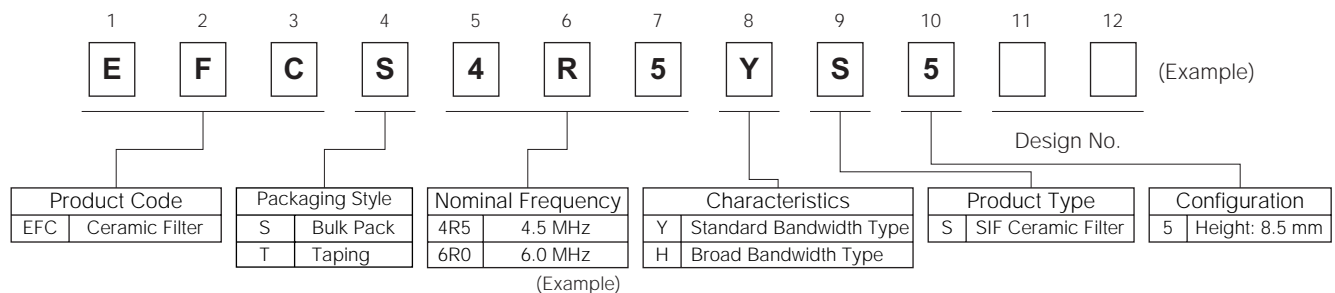 1 2 3 4 5 6 7 8 9 10 11 12
E F C S 4 R 5 Y S 5 (Example)
Design No.
Product Code
EFC Ceramic Filter
Packaging Style
S Bulk Pack
T Taping
Nominal Frequency
4R5 4.5 MHz
6R0 6.0 MHz
(Example)
Characteristics
Y Standard Bandwidth Type
H Broad Bandwidth Type
Product Type
S SIF Ceramic Filter
Configuration
5 Height: 8.5 mm